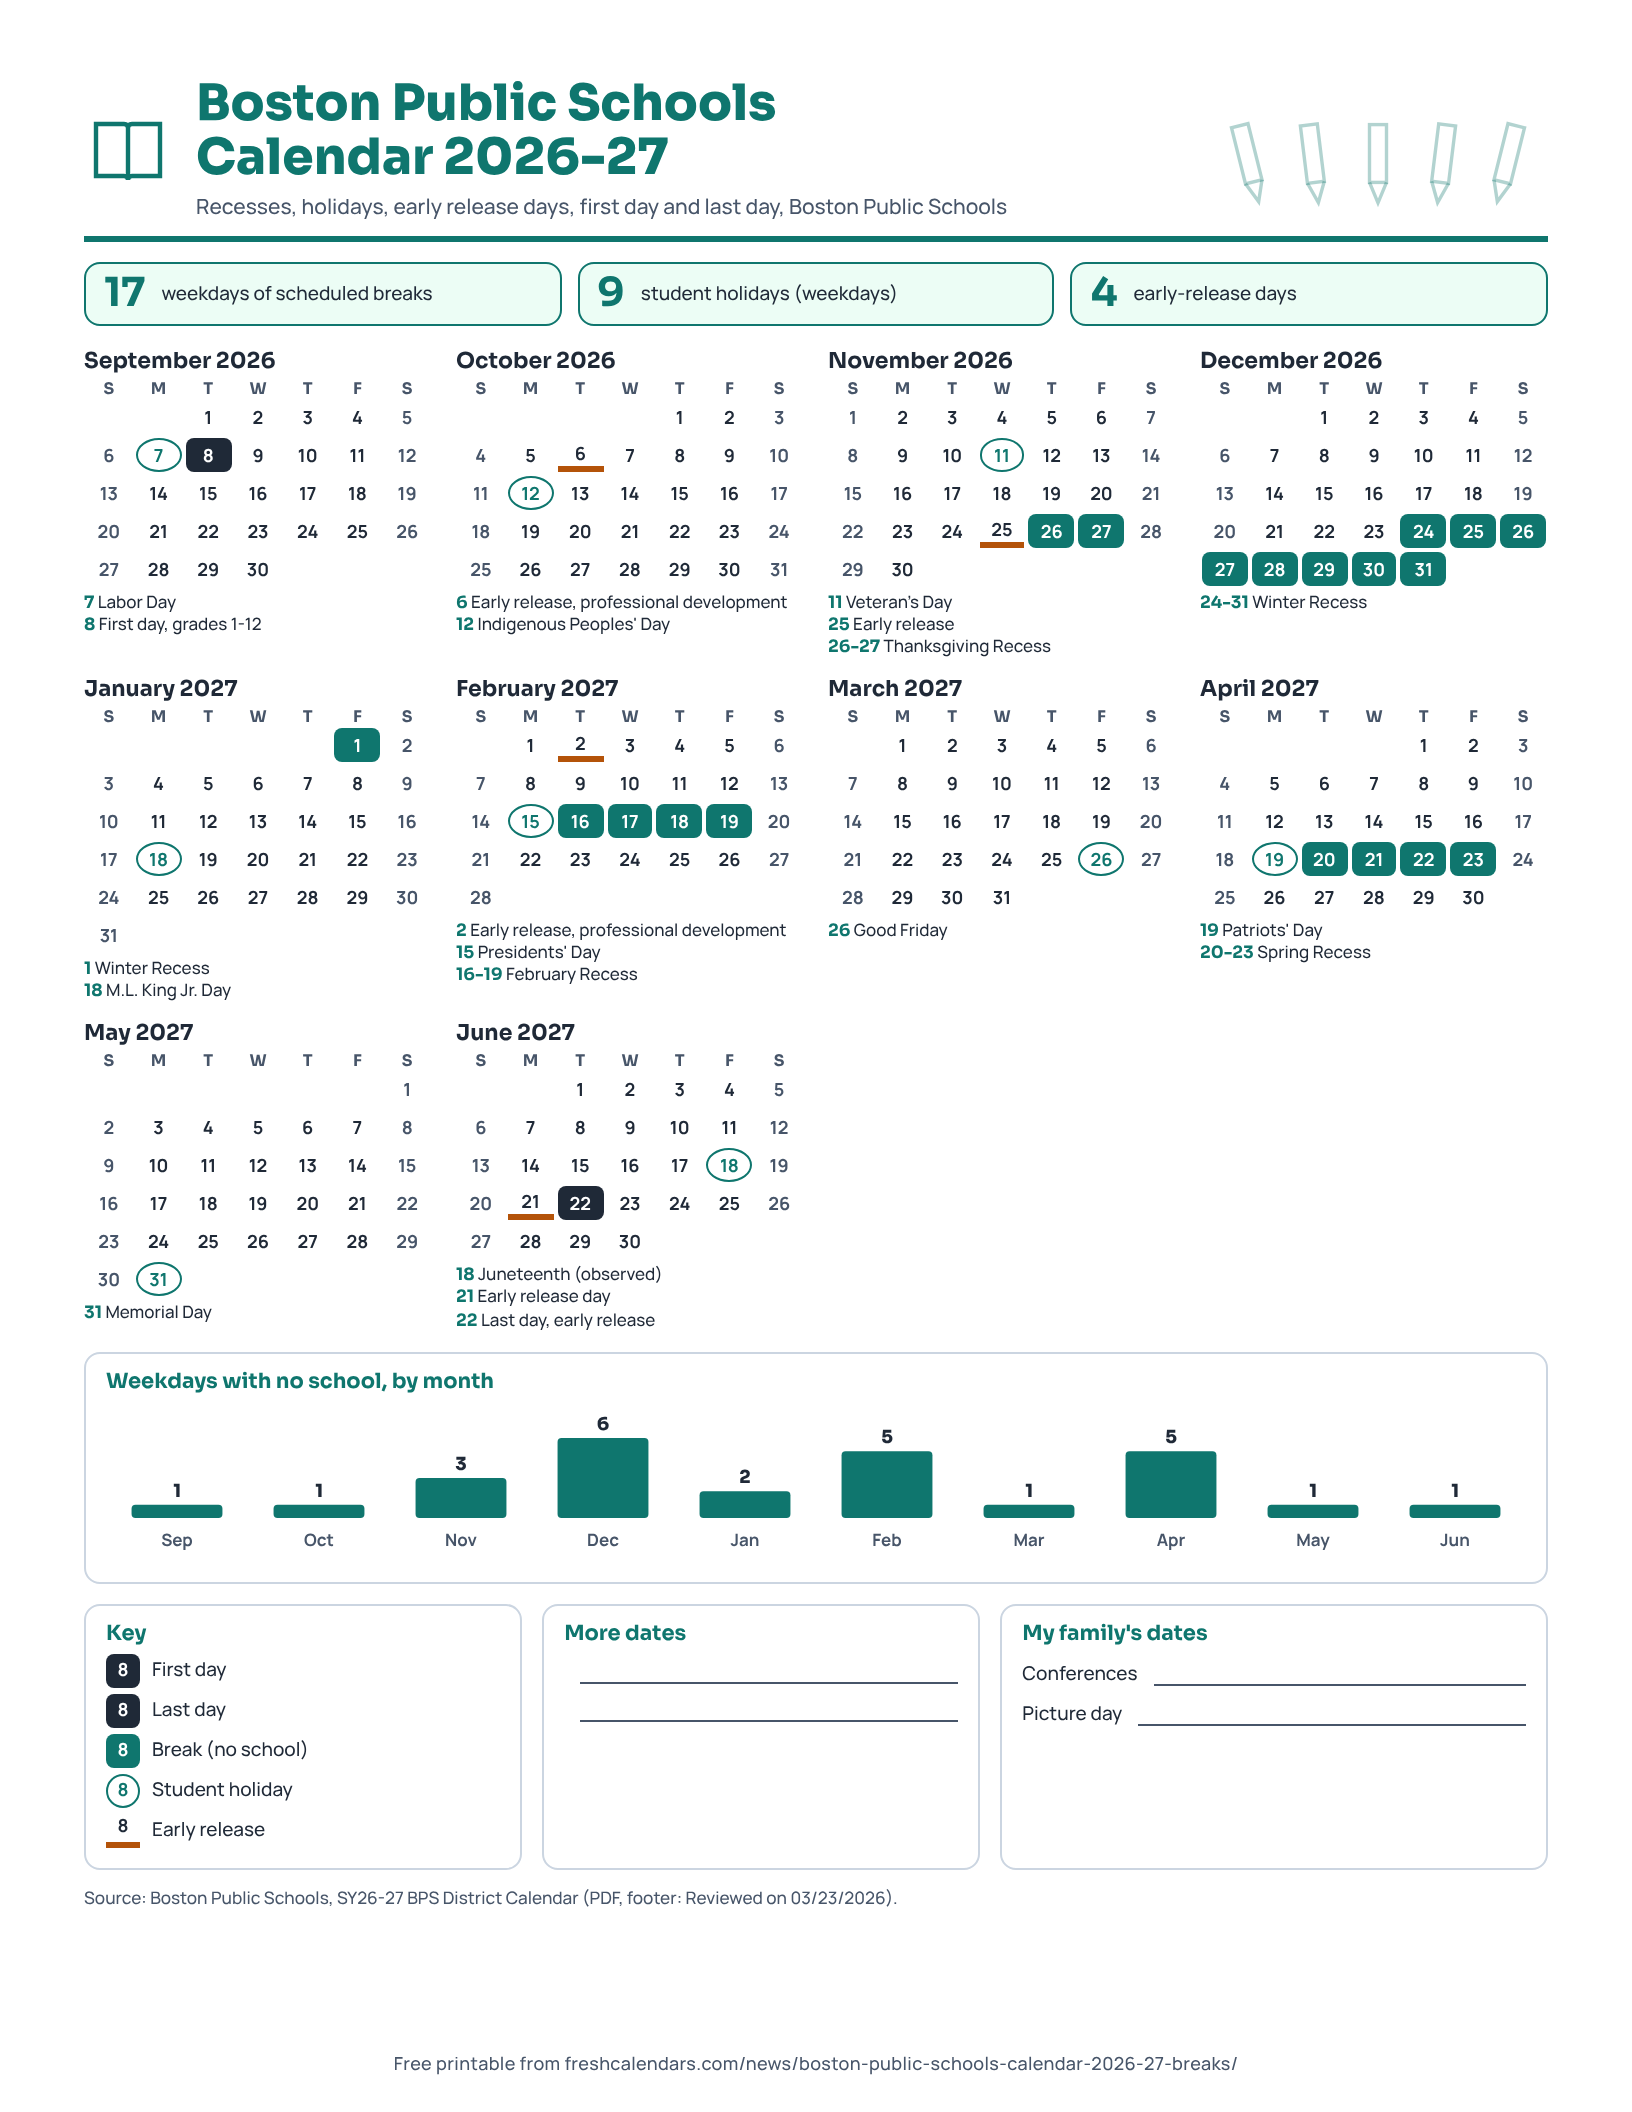 Boston Public Schools
Calendar 2026–27
Recesses, holidays, early release days, first day and last day, Boston Public Schools
17 weekdays of scheduled breaks
9 student holidays (weekdays)
4 early-release days
September 2026
S M T W T F S
1 2 3 4 5
6 7 8 9 10 11 12
13 14 15 16 17 18 19
20 21 22 23 24 25 26
27 28 29 30
7 Labor Day
8 First day, grades 1-12
October 2026
S M T W T F S
1 2 3
4 5 6 7 8 9 10
11 12 13 14 15 16 17
18 19 20 21 22 23 24
25 26 27 28 29 30 31
6 Early release, professional development
12 Indigenous Peoples' Day
November 2026
S M T W T F S
1 2 3 4 5 6 7
8 9 10 11 12 13 14
15 16 17 18 19 20 21
22 23 24 25 26 27 28
29 30
11 Veteran's Day
25 Early release
26–27 Thanksgiving Recess
December 2026
S M T W T F S
1 2 3 4 5
6 7 8 9 10 11 12
13 14 15 16 17 18 19
20 21 22 23 24 25 26
27 28 29 30 31
24–31 Winter Recess
January 2027
S M T W T F S
1 2
3 4 5 6 7 8 9
10 11 12 13 14 15 16
17 18 19 20 21 22 23
24 25 26 27 28 29 30
31
1 Winter Recess
18 M.L. King Jr. Day
February 2027
S M T W T F S
1 2 3 4 5 6
7 8 9 10 11 12 13
14 15 16 17 18 19 20
21 22 23 24 25 26 27
28
2 Early release, professional development
15 Presidents' Day
16–19 February Recess
March 2027
S M T W T F S
1 2 3 4 5 6
7 8 9 10 11 12 13
14 15 16 17 18 19 20
21 22 23 24 25 26 27
28 29 30 31
26 Good Friday
April 2027
S M T W T F S
1 2 3
4 5 6 7 8 9 10
11 12 13 14 15 16 17
18 19 20 21 22 23 24
25 26 27 28 29 30
19 Patriots' Day
20–23 Spring Recess
May 2027
S M T W T F S
1
2 3 4 5 6 7 8
9 10 11 12 13 14 15
16 17 18 19 20 21 22
23 24 25 26 27 28 29
30 31
31 Memorial Day
June 2027
S M T W T F S
1 2 3 4 5
6 7 8 9 10 11 12
13 14 15 16 17 18 19
20 21 22 23 24 25 26
27 28 29 30
18 Juneteenth (observed)
21 Early release day
22 Last day, early release
Weekdays with no school, by month
1 1 3 6 2 5 1 5 1 1
Sep Oct Nov Dec Jan Feb Mar Apr May Jun
Key
8 First day
8 Last day
8 Break (no school)
8 Student holiday
8 Early release
More dates
My family's dates
Conferences
Picture day
Source: Boston Public Schools, SY26-27 BPS District Calendar (PDF, footer: Reviewed on 03/23/2026).
Free printable from freshcalendars.com/news/boston-public-schools-calendar-2026-27-breaks/